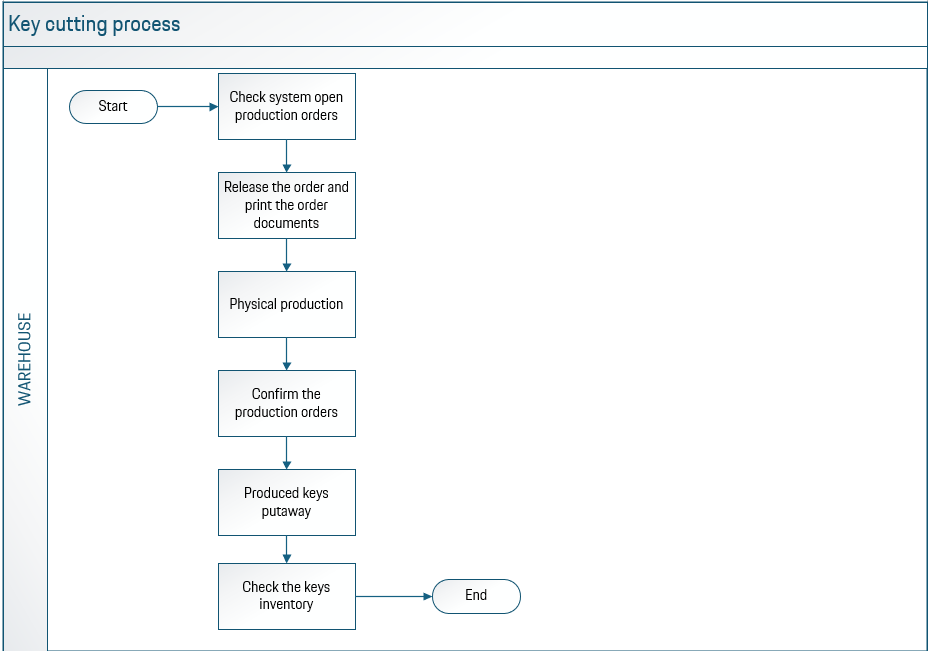 Key cutting process
WAREHOUSE
Start
Check system open
production orders
Release the order and
print the order
documents
Physical production
Confirm the
production orders
Produced keys
putaway
Check the keys
inventory
End